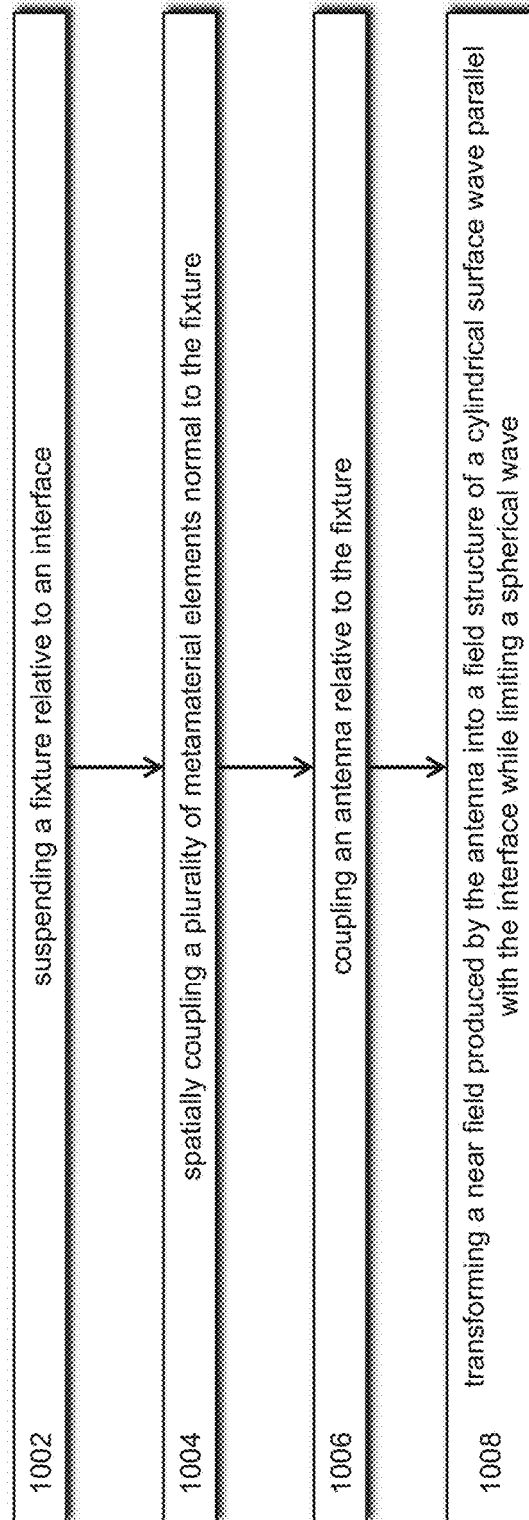 1002
suspending a fixture relative to an interface
1004
spatially coupling a plurality of metamaterial elements normal to the fixture
1006
coupling an antenna relative to the fixture
1008
transforming a near field produced by the antenna into a field structure of a cylindrical surface wave parallel
with the interface while limiting a spherical wave